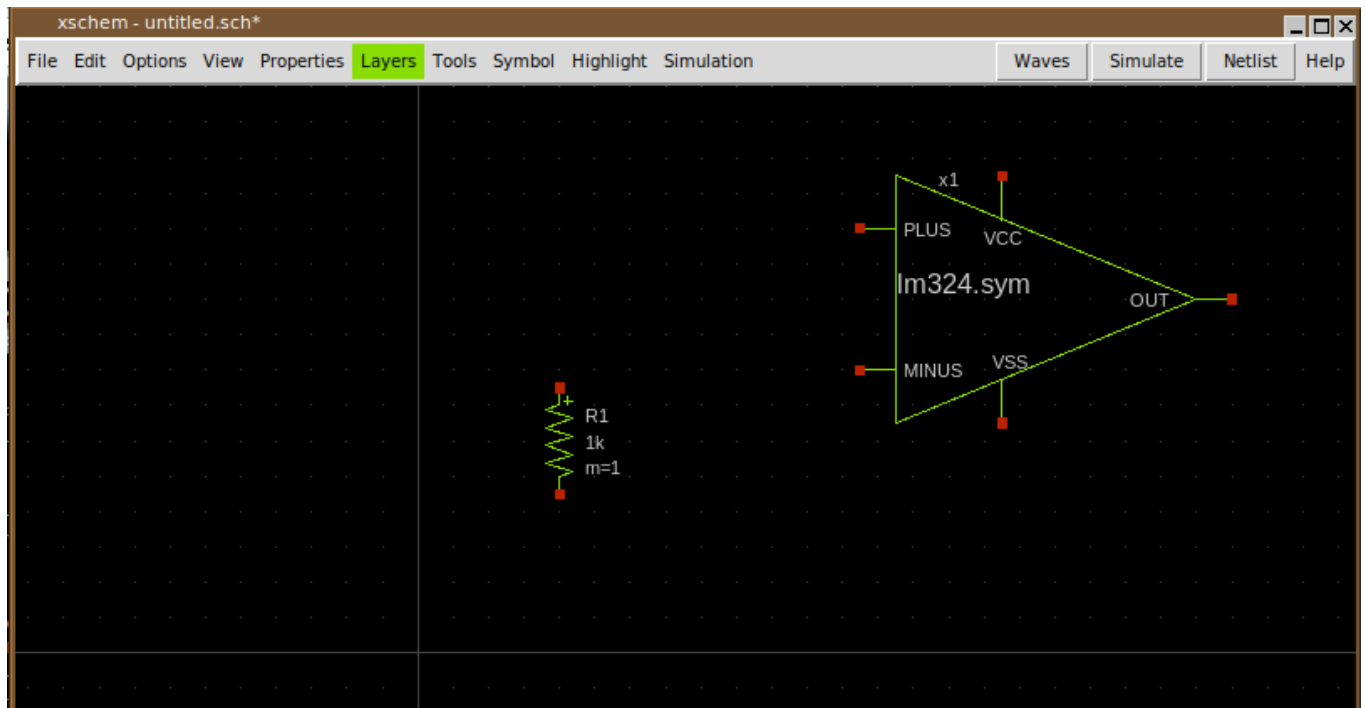 xschem - untitled.sch*
File Edit Options View Properties Layers Tools Symbol Highlight Simulation Waves Simulate Netlist Help
x1
PLUS
VCC
lm324.sym
OUT
VSS
MINUS
+
R1
1k
m=1